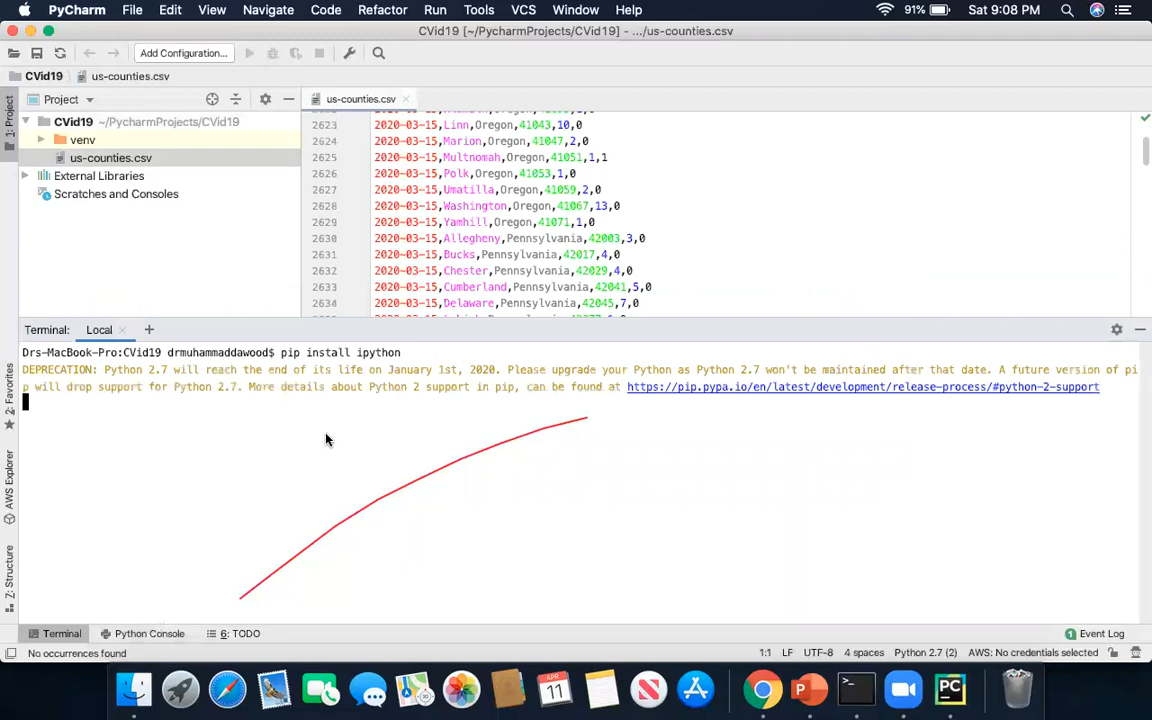 PyCharm File Edit View Navigate Code Refactor Run Tools VCS Window Help 91% Sat 9:08 PM
CVid19 [~/PycharmProjects/CVid19] - .../us-counties.csv
Add Configuration...
CVid19 us-counties.csv
1: Project
Project
us-counties.csv
CVid19 ~/PycharmProjects/CVid19
venv
us-counties.csv
External Libraries
Scratches and Consoles
2623 2020-03-15,Linn,Oregon,41043,10,0
2624 2020-03-15,Marion,Oregon,41047,2,0
2625 2020-03-15,Multnomah,Oregon,41051,1,1
2626 2020-03-15,Polk,Oregon,41053,1,0
2627 2020-03-15,Umatilla,Oregon,41059,2,0
2628 2020-03-15,Washington,Oregon,41067,13,0
2629 2020-03-15,Yamhill,Oregon,41071,1,0
2630 2020-03-15,Allegheny,Pennsylvania,42003,3,0
2631 2020-03-15,Bucks,Pennsylvania,42017,4,0
2632 2020-03-15,Chester,Pennsylvania,42029,4,0
2633 2020-03-15,Cumberland,Pennsylvania,42041,5,0
2634 2020-03-15,Delaware,Pennsylvania,42045,7,0
Terminal: Local
Drs-MacBook-Pro:CVid19 drmuhammaddawood$ pip install ipython
DEPRECATION: Python 2.7 will reach the end of its life on January 1st, 2020. Please upgrade your Python as Python 2.7 won't be maintained after that date. A future version of pi
p will drop support for Python 2.7. More details about Python 2 support in pip, can be found at https://pip.pypa.io/en/latest/development/release-process/#python-2-support
2: Favorites
AWS Explorer
Z: Structure
Terminal Python Console 6: TODO Event Log
No occurrences found 1:1 LF UTF-8 4 spaces Python 2.7 (2) AWS: No credentials selected
APR
11
PC